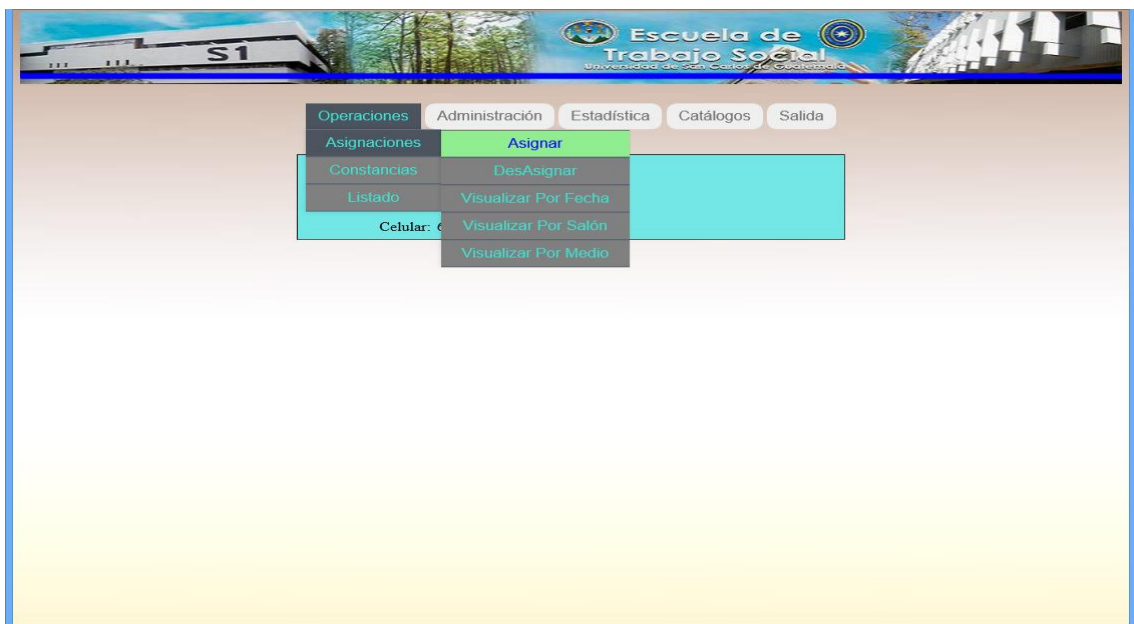 S1
Escuela de
Trabajo Social
Universidad de San Carlos de Guatemala
Operaciones Administración Estadística Catálogos Salida
Asignaciones Asignar
Constancias DesAsignar
Listado Visualizar Por Fecha
Celular: Visualizar Por Salón
Visualizar Por Medio